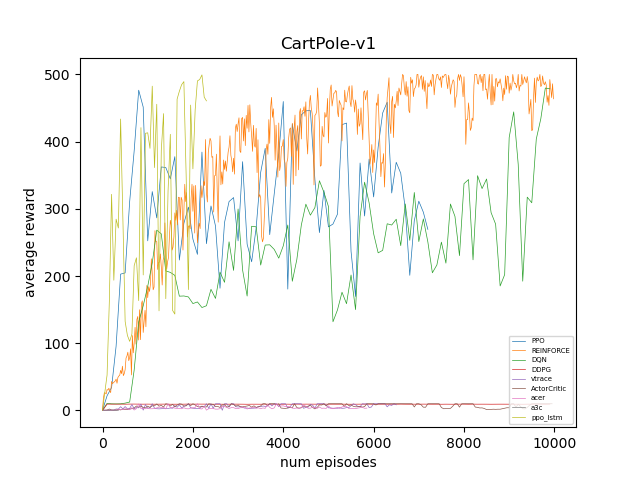 CartPole-v1
average reward
500
400
300
200
100
0
0 2000 4000 6000 8000 10000
num episodes
PPO
REINFORCE
DQN
DDPG
vtrace
ActorCritic
acer
a3c
ppo_lstm